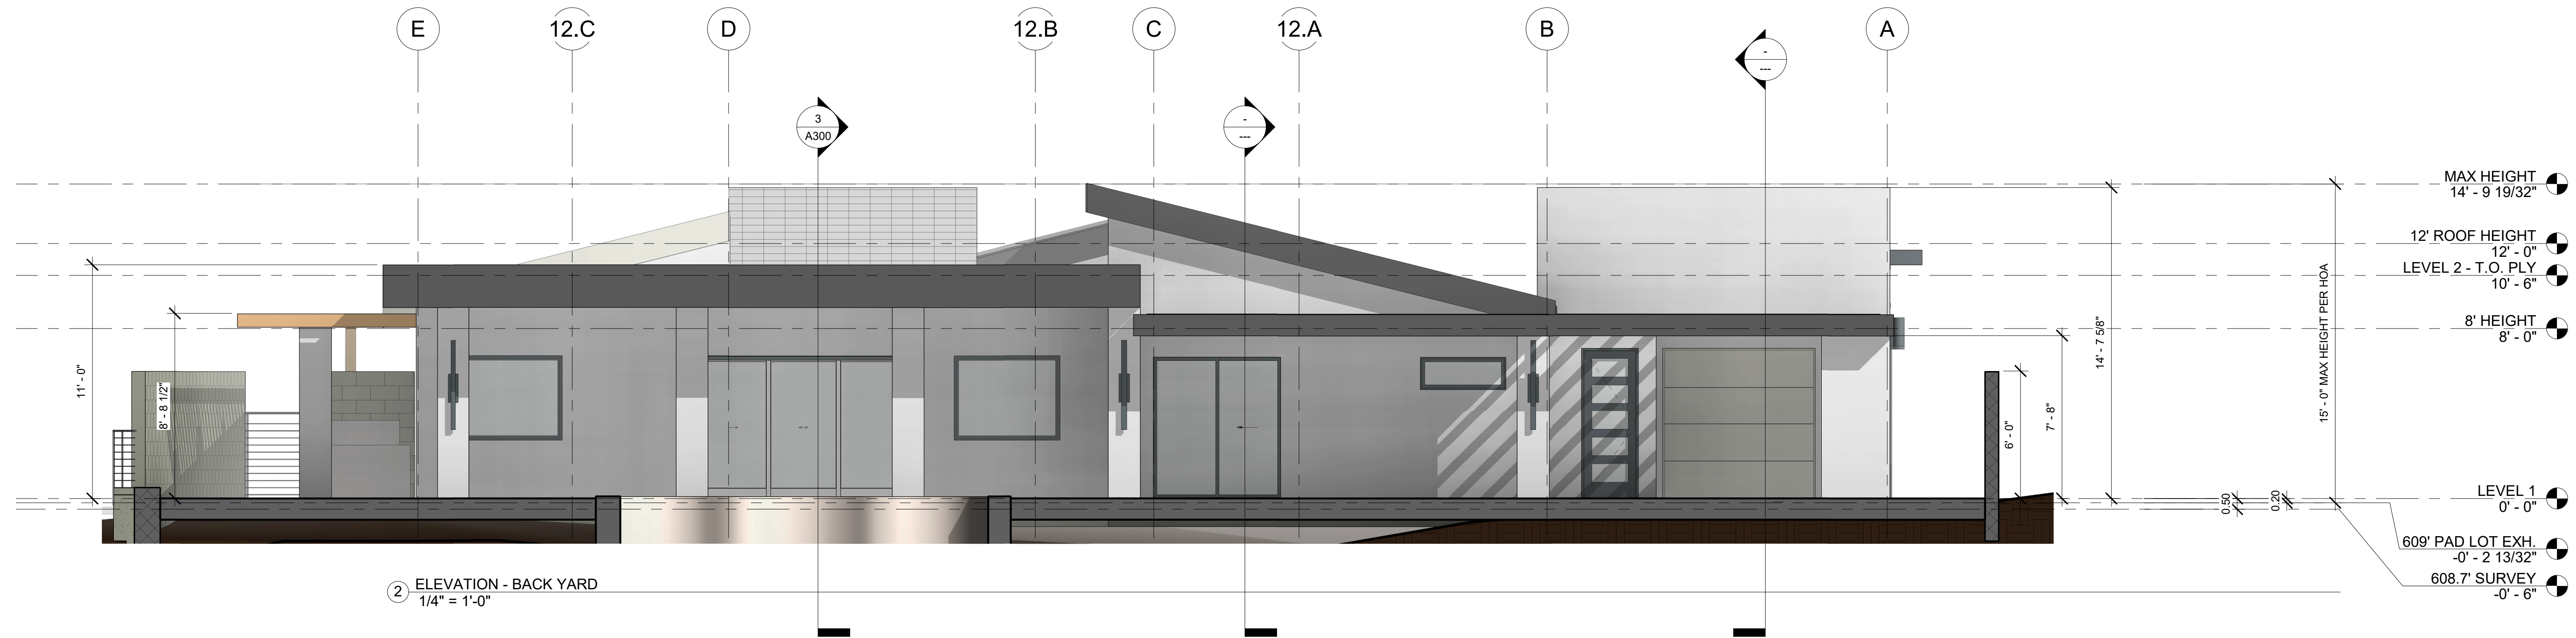 E
12.C
D
12.B
C
12.A
B
A
-
---
3
A300
-
---
MAX HEIGHT
14' - 9 19/32"
12' ROOF HEIGHT
12' - 0"
LEVEL 2 - T.O. PLY
10' - 6"
8' HEIGHT
8' - 0"
LEVEL 1
0' - 0"
609' PAD LOT EXH.
-0' - 2 13/32"
608.7' SURVEY
-0' - 6"
11' - 0"
8' - 8 1/2"
6' - 0"
7' - 8"
14' - 7 5/8"
0.50
0.20
15' - 0" MAX HEIGHT PER HOA
2
ELEVATION - BACK YARD
1/4" = 1'-0"